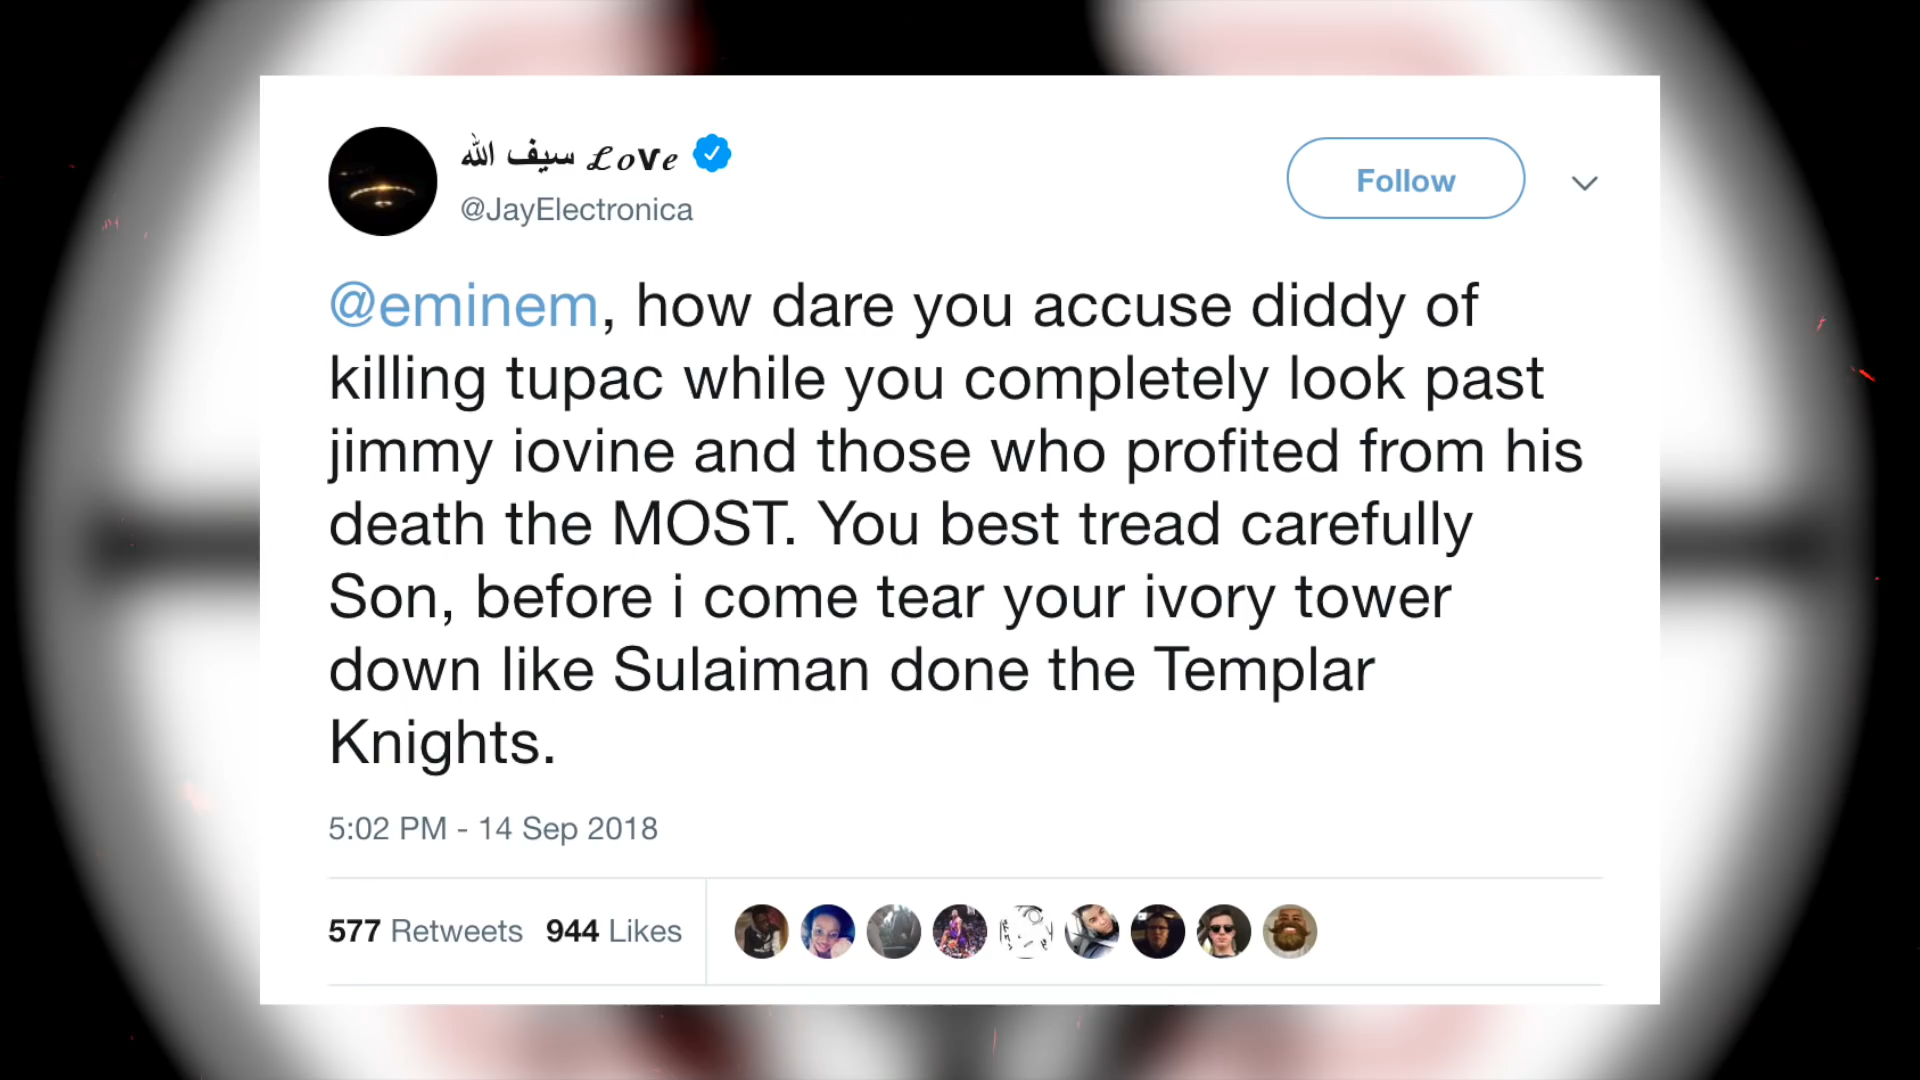 سيف الله 𝓛𝓸𝐯𝓮
@JayElectronica
Follow
@eminem, how dare you accuse diddy of
killing tupac while you completely look past
jimmy iovine and those who profited from his
death the MOST. You best tread carefully
Son, before i come tear your ivory tower
down like Sulaiman done the Templar
Knights.
5:02 PM - 14 Sep 2018
577 Retweets 944 Likes